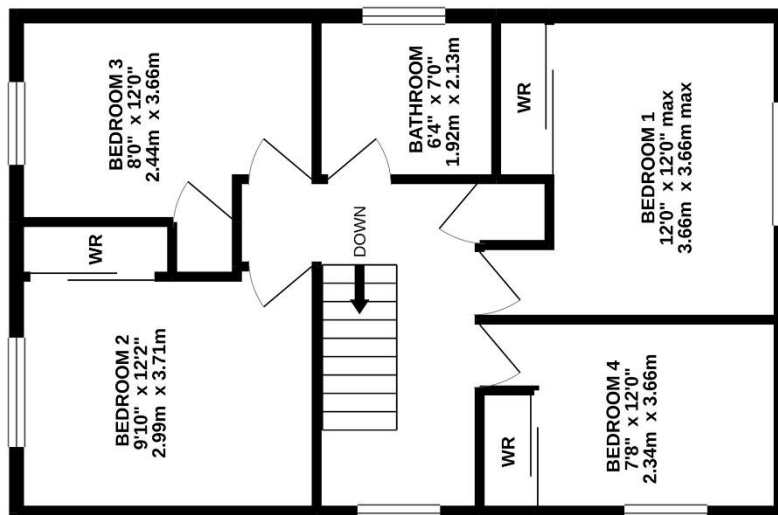 BEDROOM 3
8'0" x 12'0"
2.44m x 3.66m
BATHROOM
6'4" x 7'0"
1.92m x 2.13m
WR
BEDROOM 1
12'0" x 12'0" max
3.66m x 3.66m max
WR
DOWN
BEDROOM 2
9'10" x 12'2"
2.99m x 3.71m
WR
BEDROOM 4
7'8" x 12'0"
2.34m x 3.66m